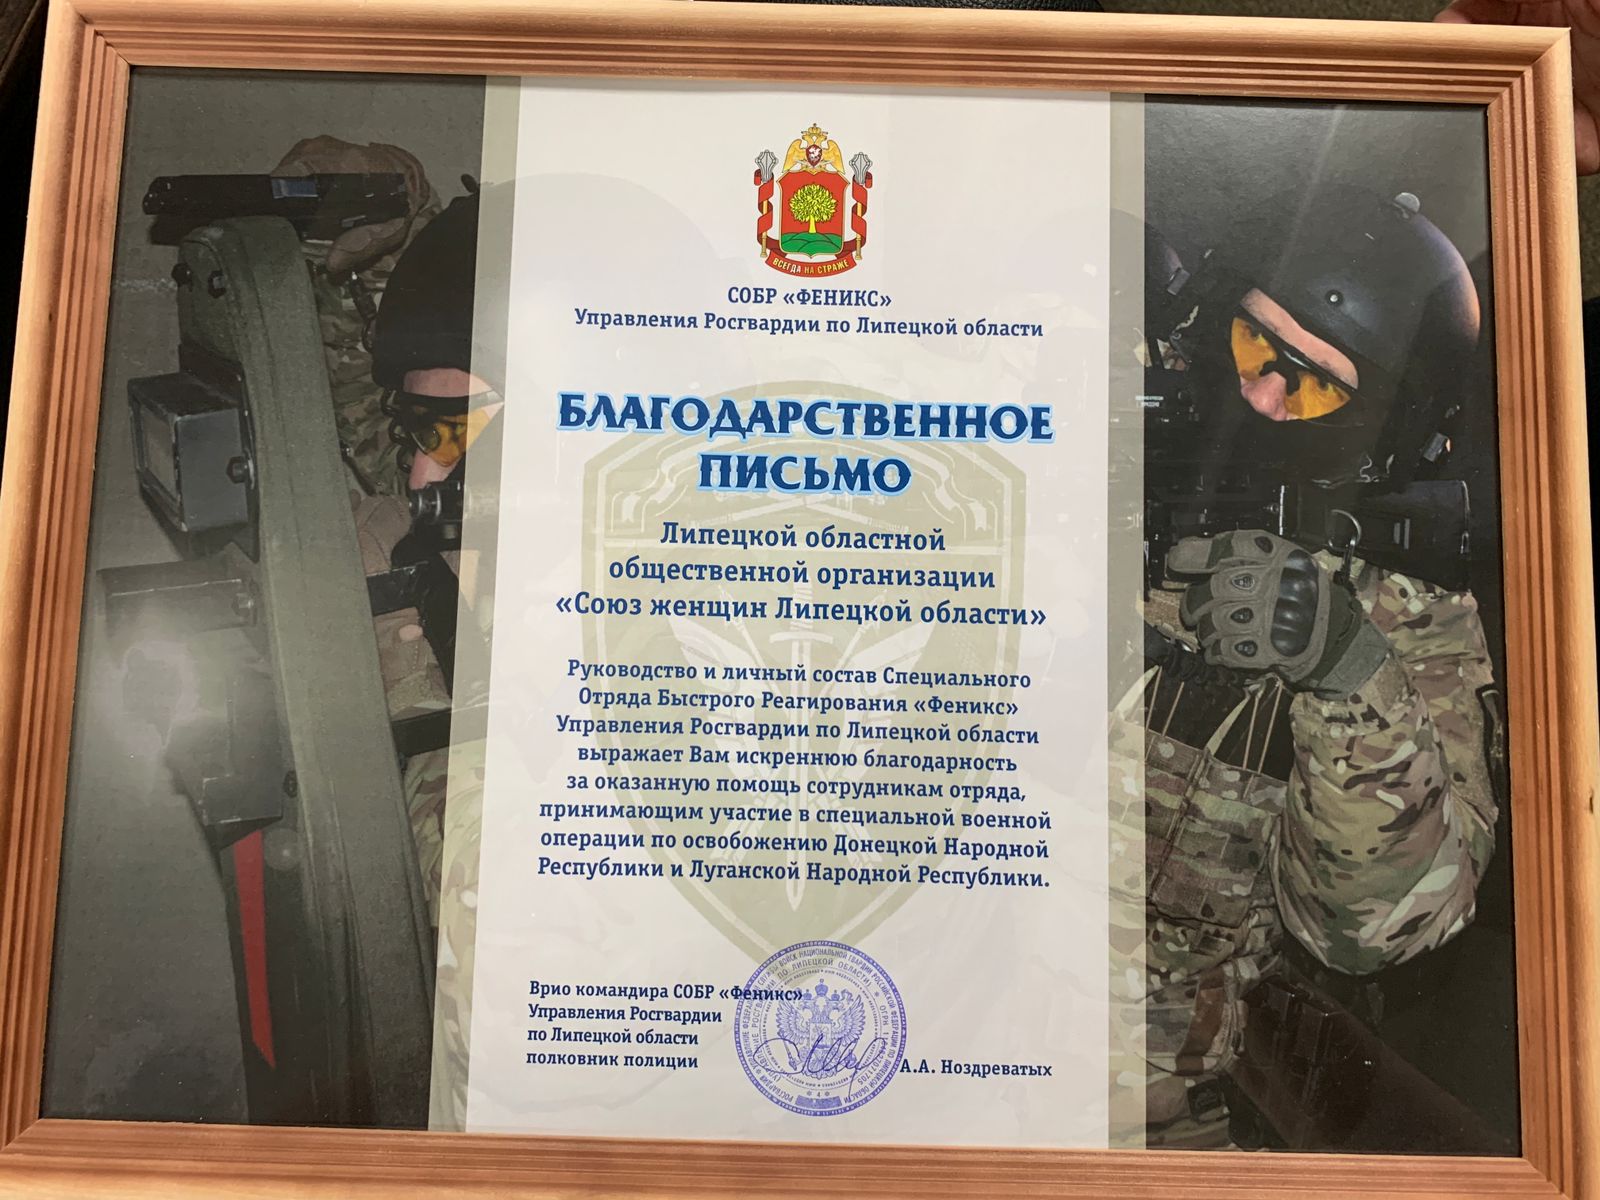 ВСЕГДА НА СТРАЖЕ
СОБР «ФЕНИКС»
Управления Росгвардии по Липецкой области
БЛАГОДАРСТВЕННОЕ
ПИСЬМО
Липецкой областной
общественной организации
«Союз женщин Липецкой области»
Руководство и личный состав Специального
Отряда Быстрого Реагирования «Феникс»
Управления Росгвардии по Липецкой области
выражает Вам искреннюю благодарность
за оказанную помощь сотрудникам отряда,
принимающим участие в специальной военной
операции по освобожению Донецкой Народной
Республики и Луганской Народной Республики.
Врио командира СОБР «Феникс»
Управления Росгвардии
по Липецкой области
полковник полиции
А.А. Ноздреватых